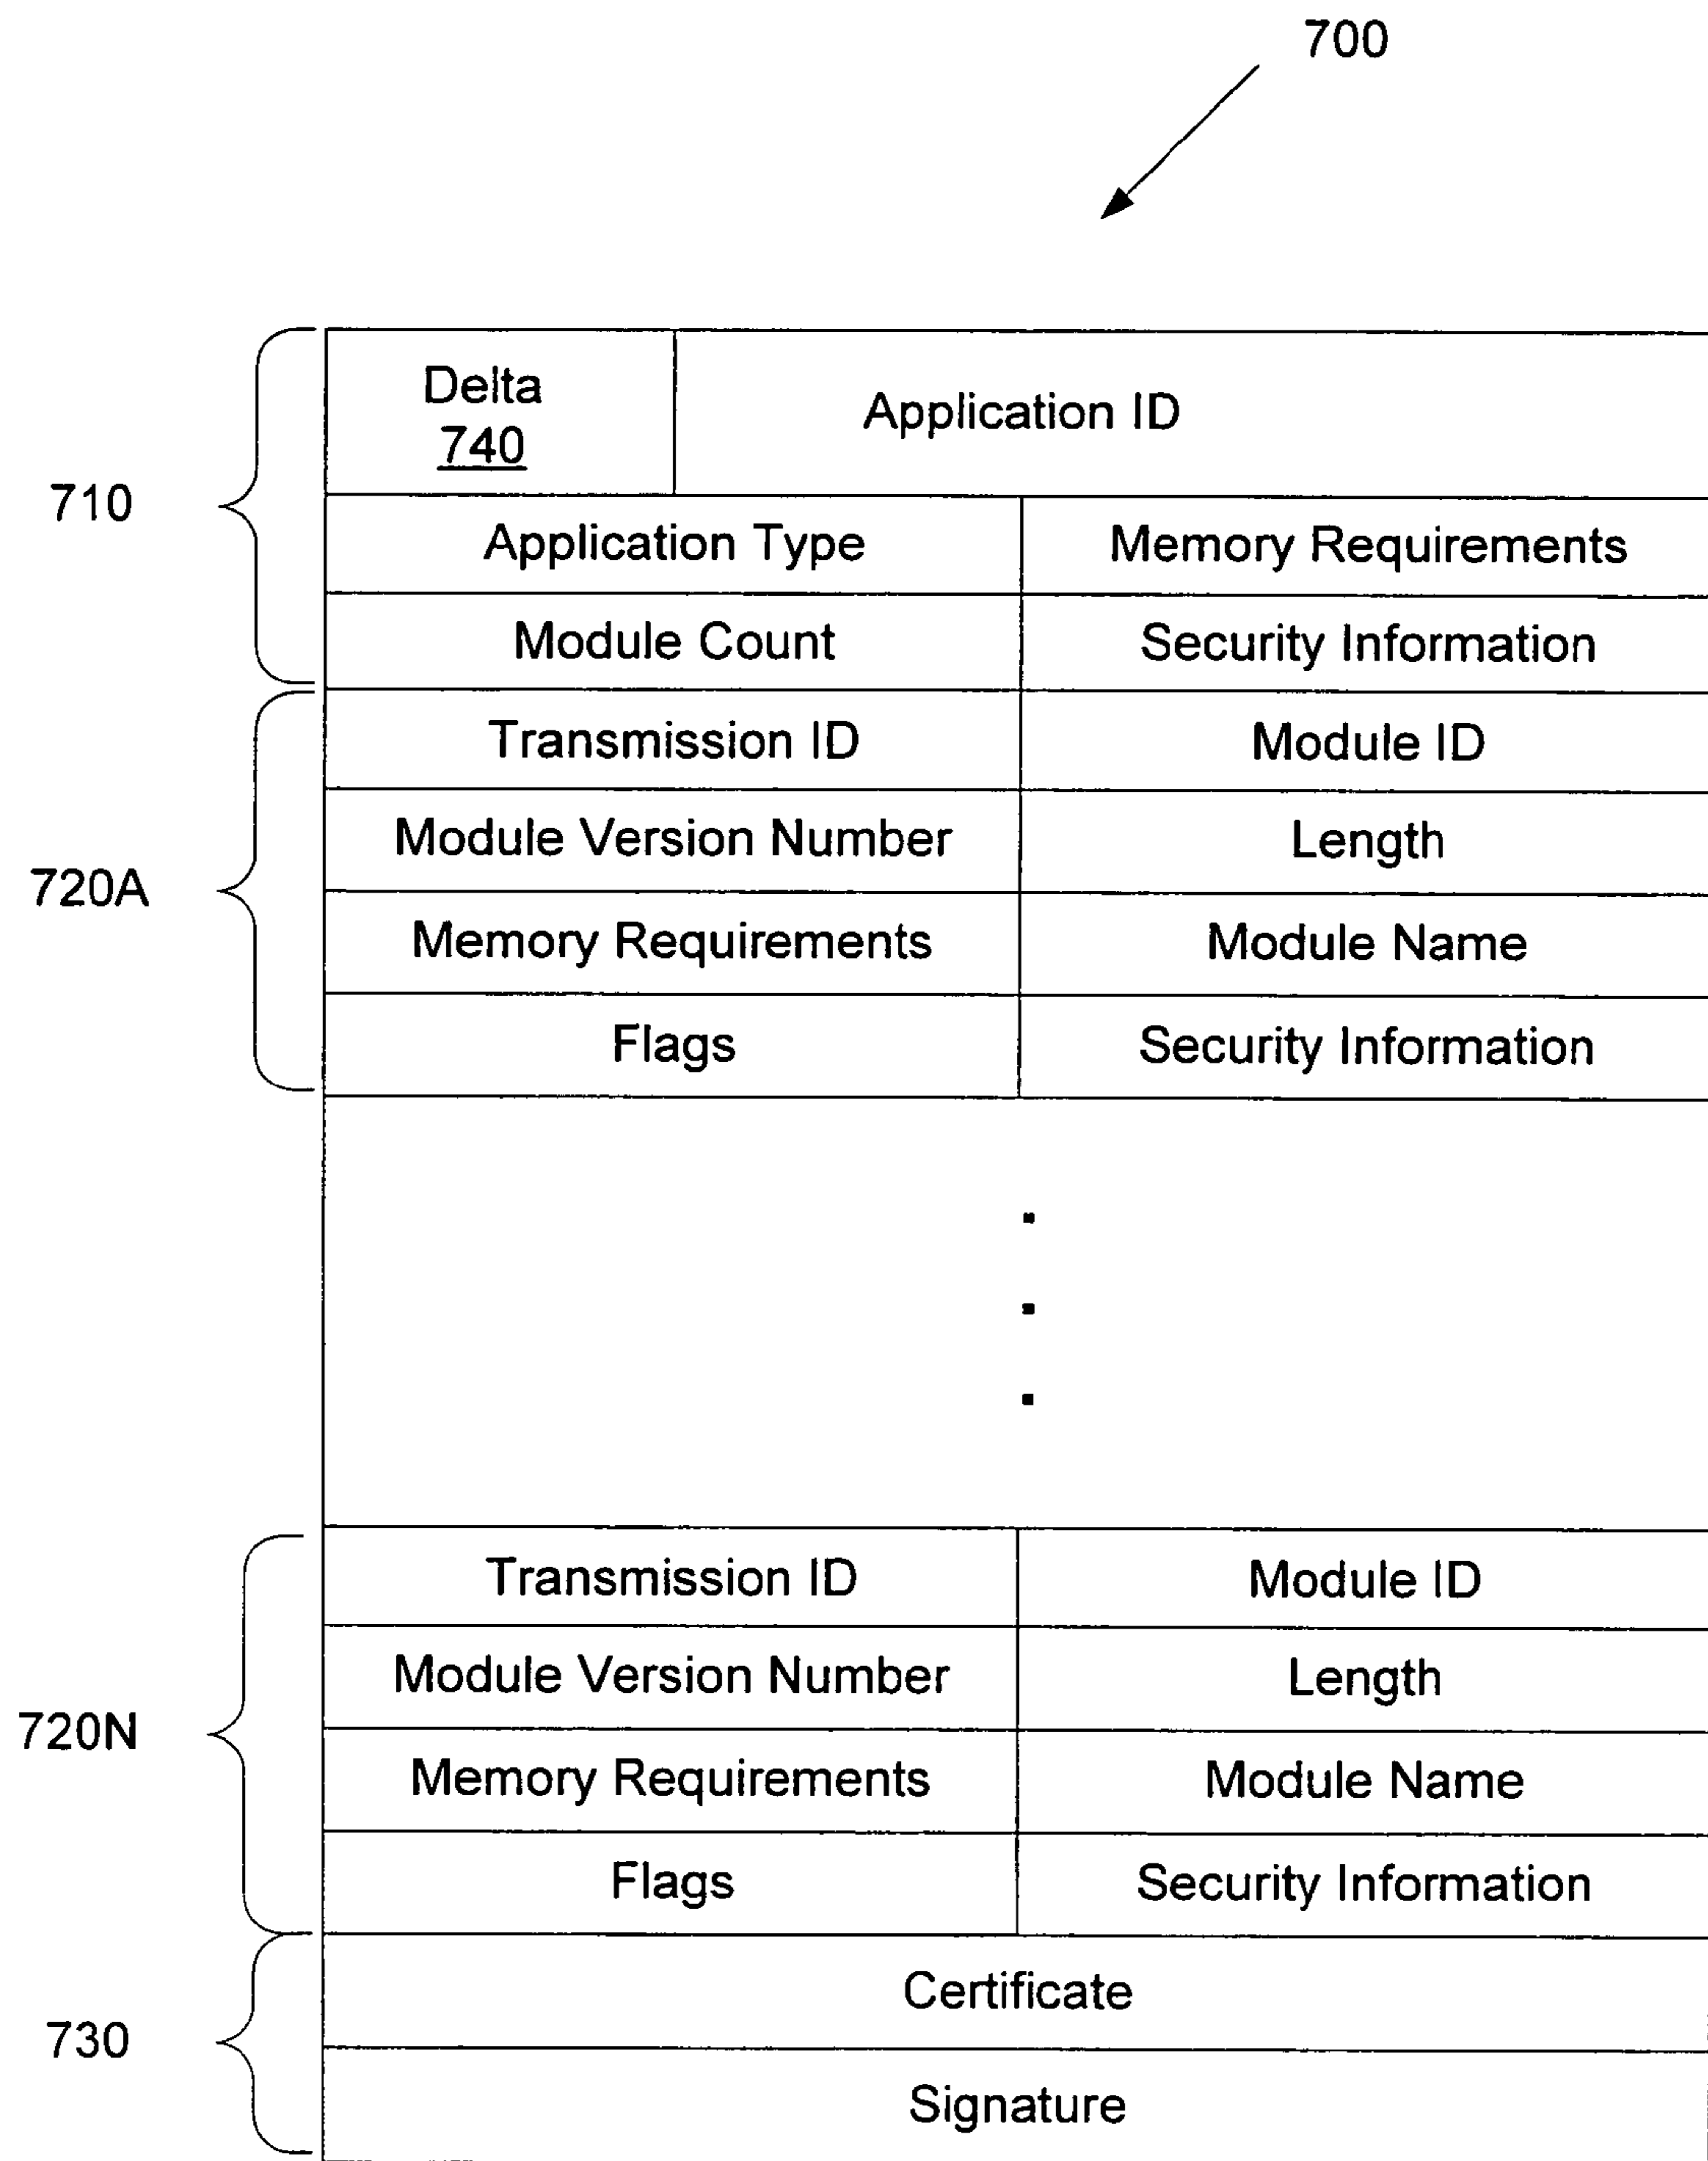 700
Delta
740
Application ID
710
Application Type
Memory Requirements
Module Count
Security Information
Transmission ID
Module ID
Module Version Number
Length
720A
Memory Requirements
Module Name
Flags
Security Information
Transmission ID
Module ID
Module Version Number
Length
720N
Memory Requirements
Module Name
Flags
Security Information
Certificate
730
Signature